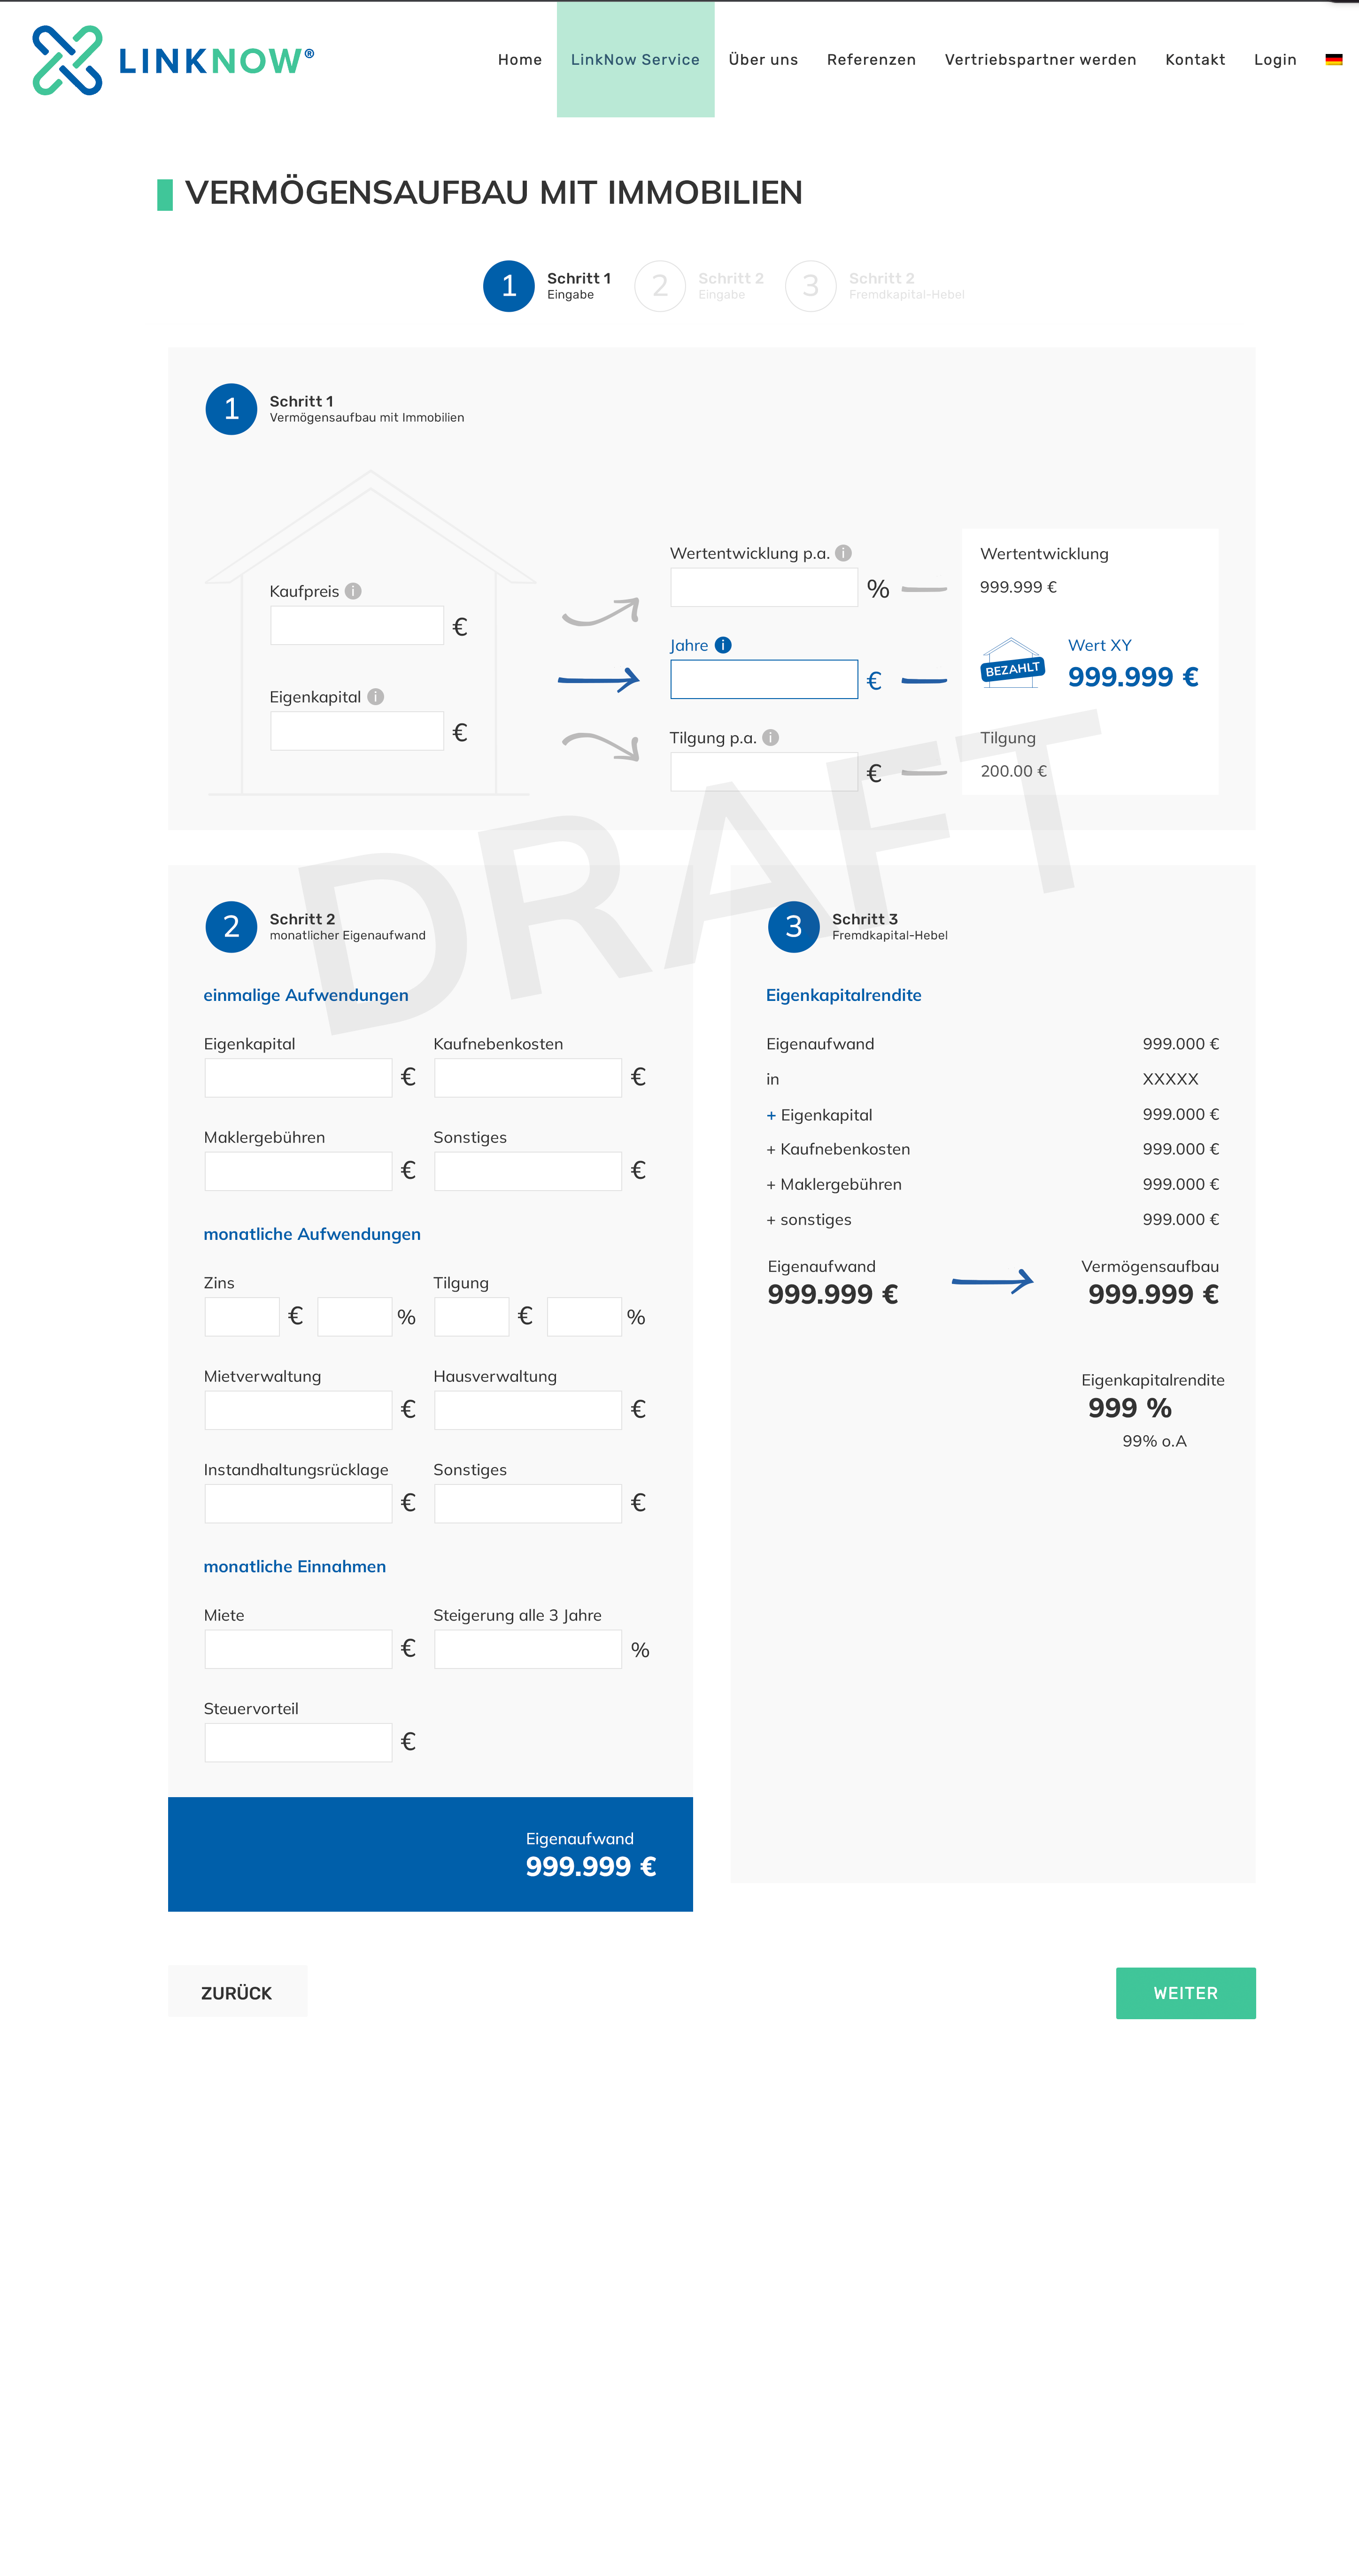 LINKNOW®
Home LinkNow Service Über uns Referenzen Vertriebspartner werden Kontakt Login
VERMÖGENSAUFBAU MIT IMMOBILIEN
1 Schritt 1 2 Schritt 2 3 Schritt 2
Eingabe Eingabe Fremdkapital-Hebel
1 Schritt 1
Vermögensaufbau mit Immobilien
Kaufpreis i
€
Eigenkapital i
€
Wertentwicklung p.a. i
%
Jahre i
€
Tilgung p.a. i
€
Wertentwicklung
999.999 €
BEZAHLT
Wert XY
999.999 €
Tilgung
200.00 €
DRAFT
2 Schritt 2
monatlicher Eigenaufwand
einmalige Aufwendungen
Eigenkapital Kaufnebenkosten
€ €
Maklergebühren Sonstiges
€ €
monatliche Aufwendungen
Zins Tilgung
€ % € %
Mietverwaltung Hausverwaltung
€ €
Instandhaltungsrücklage Sonstiges
€ €
monatliche Einnahmen
Miete Steigerung alle 3 Jahre
€ %
Steuervorteil
€
Eigenaufwand
999.999 €
3 Schritt 3
Fremdkapital-Hebel
Eigenkapitalrendite
Eigenaufwand 999.000 €
in XXXXX
+ Eigenkapital 999.000 €
+ Kaufnebenkosten 999.000 €
+ Maklergebühren 999.000 €
+ sonstiges 999.000 €
Eigenaufwand Vermögensaufbau
999.999 € 999.999 €
Eigenkapitalrendite
999 %
99% o.A
ZURÜCK WEITER